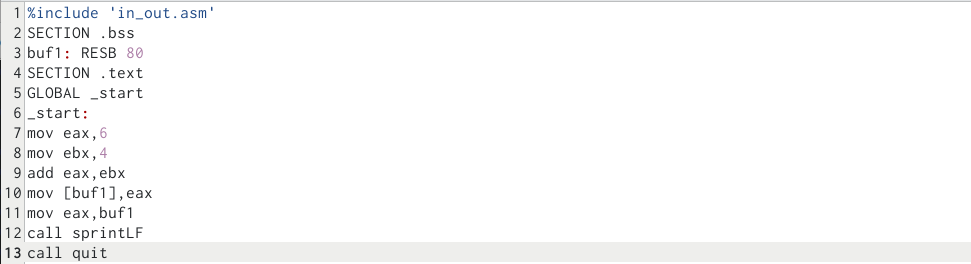 1 %include 'in_out.asm'
2 SECTION .bss
3 buf1: RESB 80
4 SECTION .text
5 GLOBAL _start
6 _start:
7 mov eax,6
8 mov ebx,4
9 add eax,ebx
10 mov [buf1],eax
11 mov eax,buf1
12 call sprintLF
13 call quit